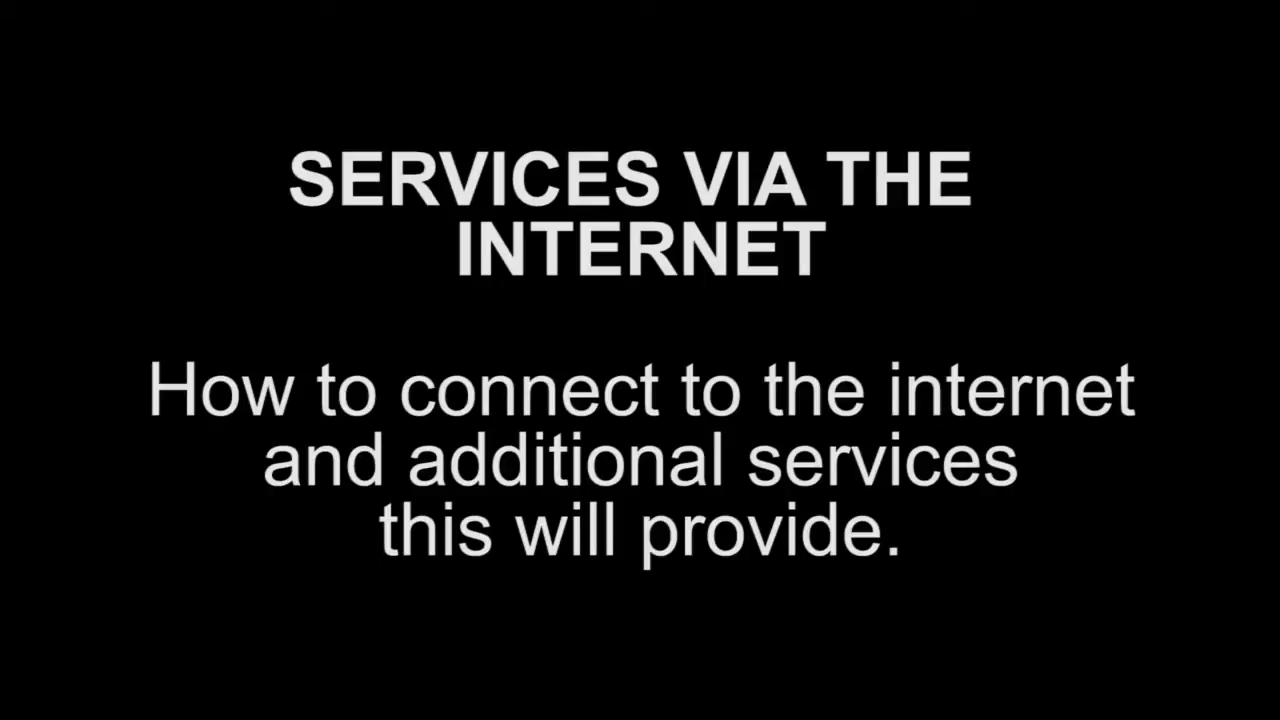 SERVICES VIA THE
INTERNET
How to connect to the internet
and additional services
this will provide.